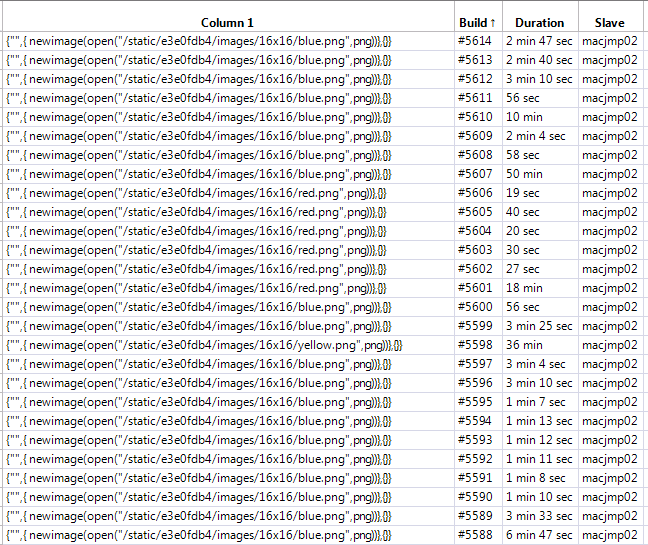 Column 1 Build ↑ Duration Slave
{"",{ newimage(open("/static/e3e0fdb4/images/16x16/blue.png",png))},{}} #5614 2 min 47 sec macjmp02
{"",{ newimage(open("/static/e3e0fdb4/images/16x16/blue.png",png))},{}} #5613 2 min 40 sec macjmp02
{"",{ newimage(open("/static/e3e0fdb4/images/16x16/blue.png",png))},{}} #5612 3 min 10 sec macjmp02
{"",{ newimage(open("/static/e3e0fdb4/images/16x16/blue.png",png))},{}} #5611 56 sec macjmp02
{"",{ newimage(open("/static/e3e0fdb4/images/16x16/blue.png",png))},{}} #5610 10 min macjmp02
{"",{ newimage(open("/static/e3e0fdb4/images/16x16/blue.png",png))},{}} #5609 2 min 4 sec macjmp02
{"",{ newimage(open("/static/e3e0fdb4/images/16x16/blue.png",png))},{}} #5608 58 sec macjmp02
{"",{ newimage(open("/static/e3e0fdb4/images/16x16/blue.png",png))},{}} #5607 50 min macjmp02
{"",{ newimage(open("/static/e3e0fdb4/images/16x16/red.png",png))},{}} #5606 19 sec macjmp02
{"",{ newimage(open("/static/e3e0fdb4/images/16x16/red.png",png))},{}} #5605 40 sec macjmp02
{"",{ newimage(open("/static/e3e0fdb4/images/16x16/red.png",png))},{}} #5604 20 sec macjmp02
{"",{ newimage(open("/static/e3e0fdb4/images/16x16/red.png",png))},{}} #5603 30 sec macjmp02
{"",{ newimage(open("/static/e3e0fdb4/images/16x16/red.png",png))},{}} #5602 27 sec macjmp02
{"",{ newimage(open("/static/e3e0fdb4/images/16x16/red.png",png))},{}} #5601 18 min macjmp02
{"",{ newimage(open("/static/e3e0fdb4/images/16x16/blue.png",png))},{}} #5600 56 sec macjmp02
{"",{ newimage(open("/static/e3e0fdb4/images/16x16/blue.png",png))},{}} #5599 3 min 25 sec macjmp02
{"",{ newimage(open("/static/e3e0fdb4/images/16x16/yellow.png",png))},{}} #5598 36 min macjmp02
{"",{ newimage(open("/static/e3e0fdb4/images/16x16/blue.png",png))},{}} #5597 3 min 4 sec macjmp02
{"",{ newimage(open("/static/e3e0fdb4/images/16x16/blue.png",png))},{}} #5596 3 min 10 sec macjmp02
{"",{ newimage(open("/static/e3e0fdb4/images/16x16/blue.png",png))},{}} #5595 1 min 7 sec macjmp02
{"",{ newimage(open("/static/e3e0fdb4/images/16x16/blue.png",png))},{}} #5594 1 min 13 sec macjmp02
{"",{ newimage(open("/static/e3e0fdb4/images/16x16/blue.png",png))},{}} #5593 1 min 12 sec macjmp02
{"",{ newimage(open("/static/e3e0fdb4/images/16x16/blue.png",png))},{}} #5592 1 min 11 sec macjmp02
{"",{ newimage(open("/static/e3e0fdb4/images/16x16/blue.png",png))},{}} #5591 1 min 8 sec macjmp02
{"",{ newimage(open("/static/e3e0fdb4/images/16x16/blue.png",png))},{}} #5590 1 min 10 sec macjmp02
{"",{ newimage(open("/static/e3e0fdb4/images/16x16/blue.png",png))},{}} #5589 3 min 33 sec macjmp02
{"",{ newimage(open("/static/e3e0fdb4/images/16x16/blue.png",png))},{}} #5588 6 min 47 sec macjmp02